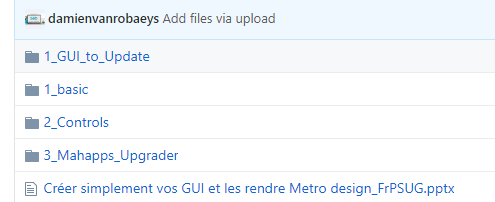 damienvanrobaeys Add files via upload
1_GUI_to_Update
1_basic
2_Controls
3_Mahapps_Upgrader
Créer simplement vos GUI et les rendre Metro design_FrPSUG.pptx